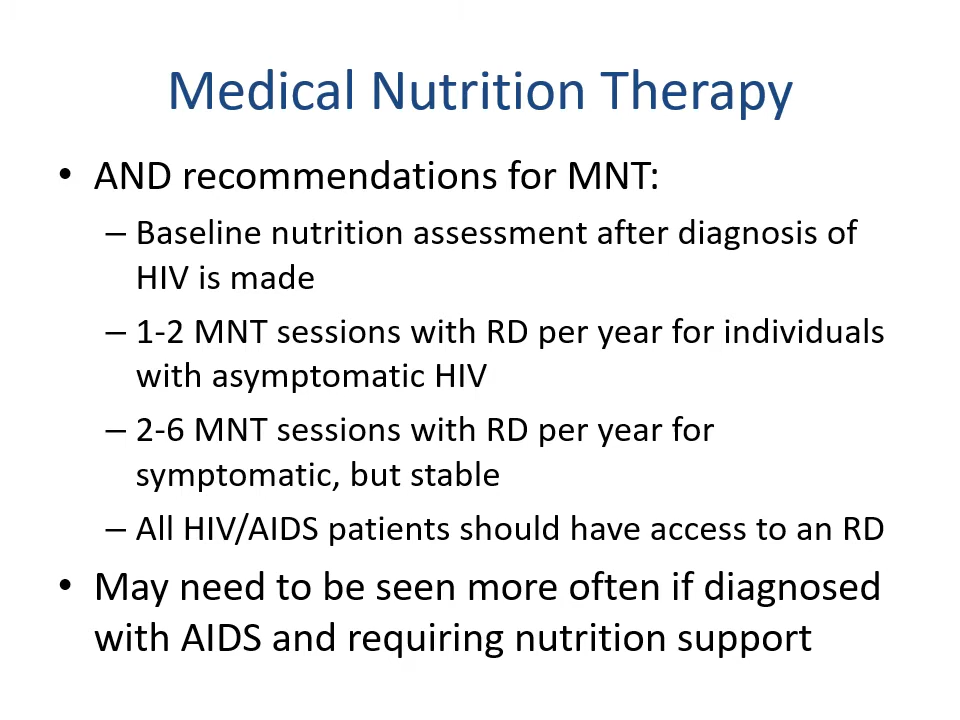 Medical Nutrition Therapy
• AND recommendations for MNT:
– Baseline nutrition assessment after diagnosis of
HIV is made
– 1-2 MNT sessions with RD per year for individuals
with asymptomatic HIV
– 2-6 MNT sessions with RD per year for
symptomatic, but stable
– All HIV/AIDS patients should have access to an RD
• May need to be seen more often if diagnosed
with AIDS and requiring nutrition support